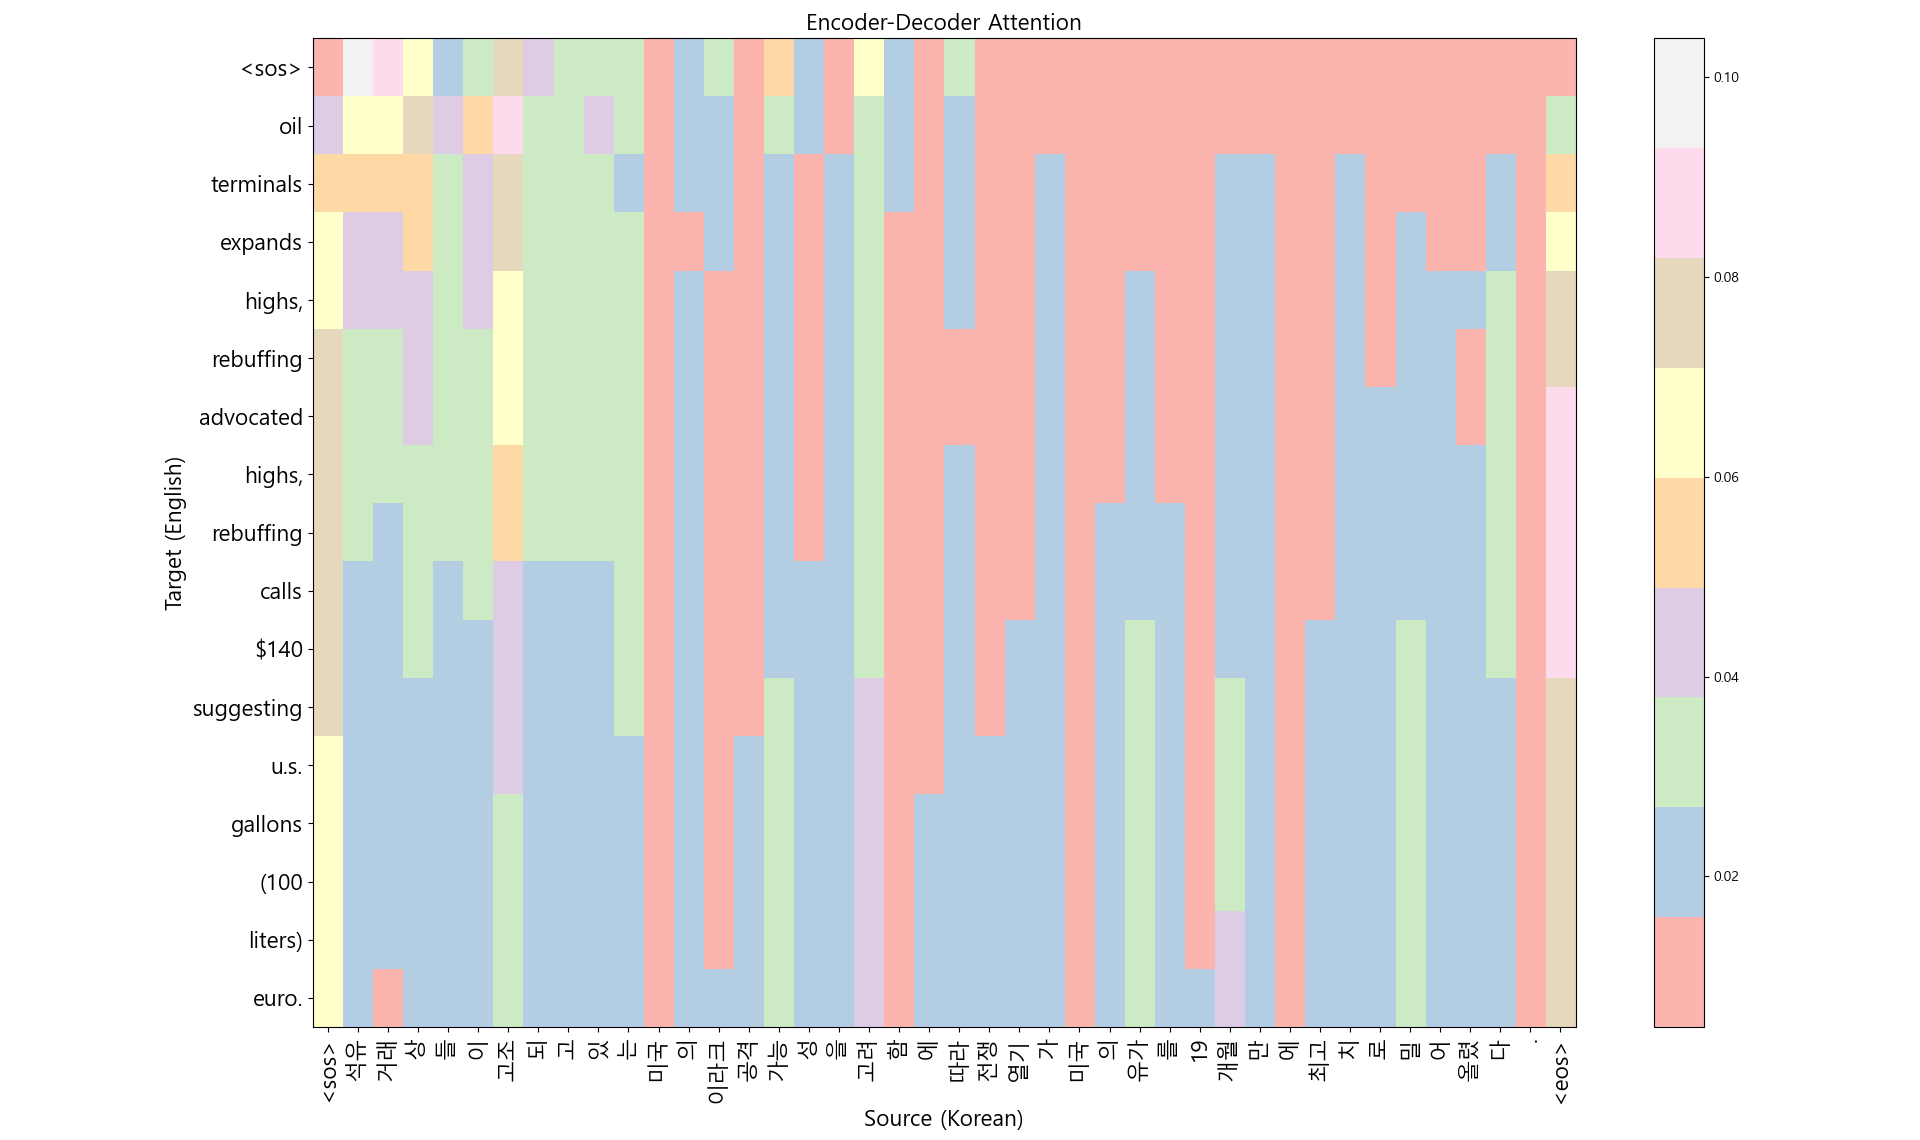 Encoder-Decoder Attention
<sos>
oil
terminals
expands
highs,
rebuffing
advocated
highs,
rebuffing
calls
$140
suggesting
u.s.
gallons
(100
liters)
euro.
Target (English)
<sos> 석유 거래 상 들 이 고조 되 고 있 는 미국 의 이라크 공격 가능 성 을 고려 함 에 따라 전쟁 열기 가 미국 의 유가 를 19 개월 만 에 최고 치 로 밀 어 올렸 다 . <eos>
Source (Korean)
0.10
0.08
0.06
0.04
0.02